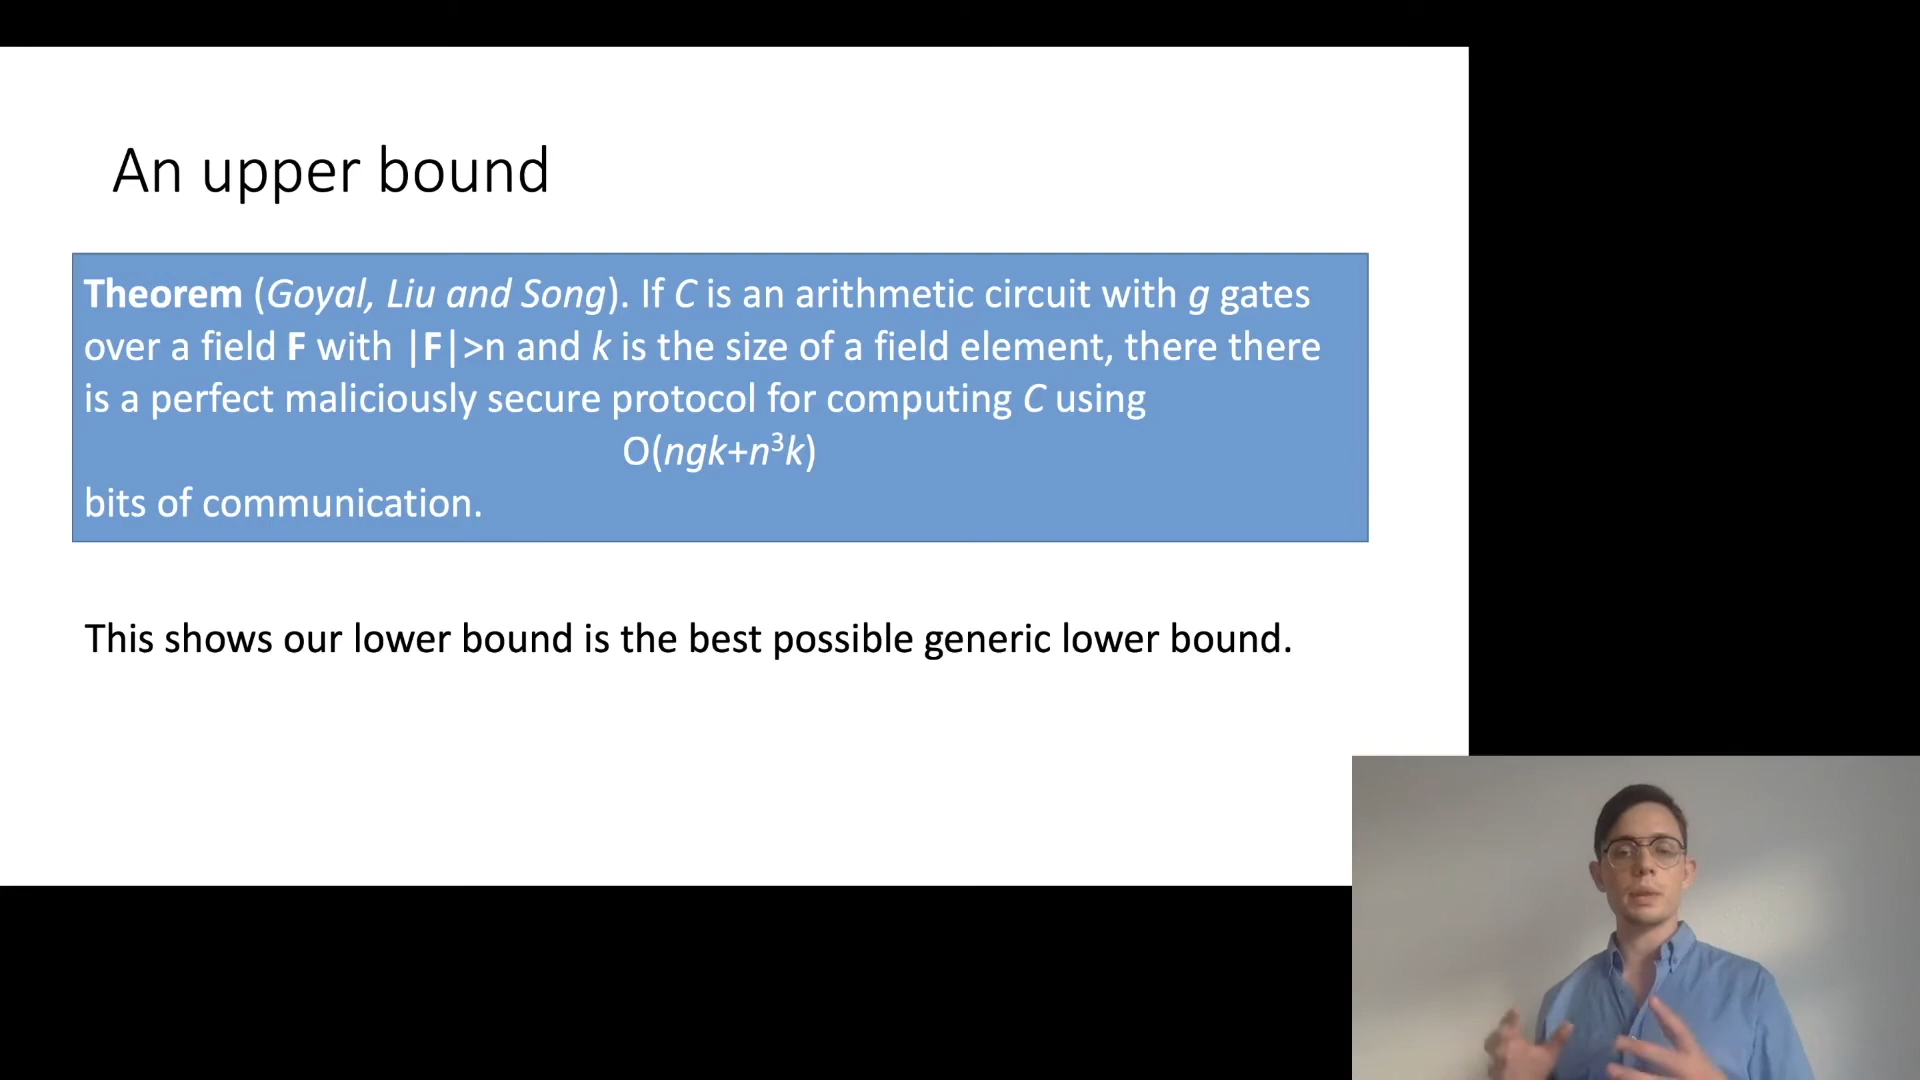 An upper bound
Theorem (Goyal, Liu and Song). If C is an arithmetic circuit with g gates
over a field F with |F|>n and k is the size of a field element, there there
is a perfect maliciously secure protocol for computing C using
O(ngk+n³k)
bits of communication.
This shows our lower bound is the best possible generic lower bound.